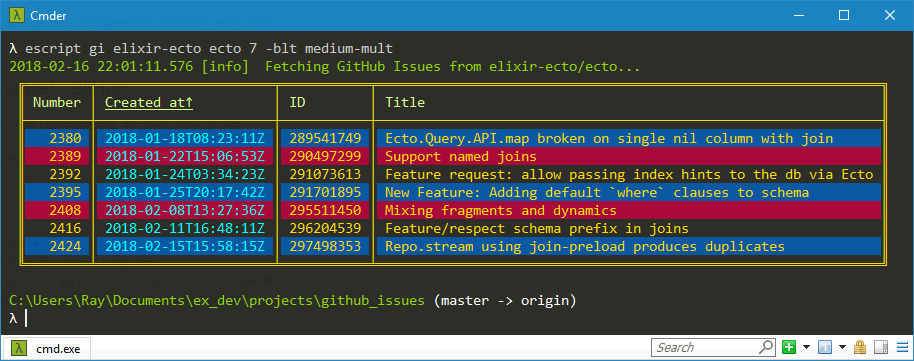 λ Cmder
λ escript gi elixir-ecto ecto 7 -blt medium-mult
2018-02-16 22:01:11.576 [info]  Fetching GitHub Issues from elixir-ecto/ecto...
Number Created at↑ ID Title
2380 2018-01-18T08:23:11Z 289541749 Ecto.Query.API.map broken on single nil column with join
2389 2018-01-22T15:06:53Z 290497299 Support named joins
2392 2018-01-24T03:34:23Z 291073613 Feature request: allow passing index hints to the db via Ecto
2395 2018-01-25T20:17:42Z 291701895 New Feature: Adding default `where` clauses to schema
2408 2018-02-08T13:27:36Z 295511450 Mixing fragments and dynamics
2416 2018-02-11T16:48:11Z 296204539 Feature/respect schema prefix in joins
2424 2018-02-15T15:58:15Z 297498353 Repo.stream using join-preload produces duplicates
C:\Users\Ray\Documents\ex_dev\projects\github_issues (master -> origin)
λ
λ cmd.exe Search